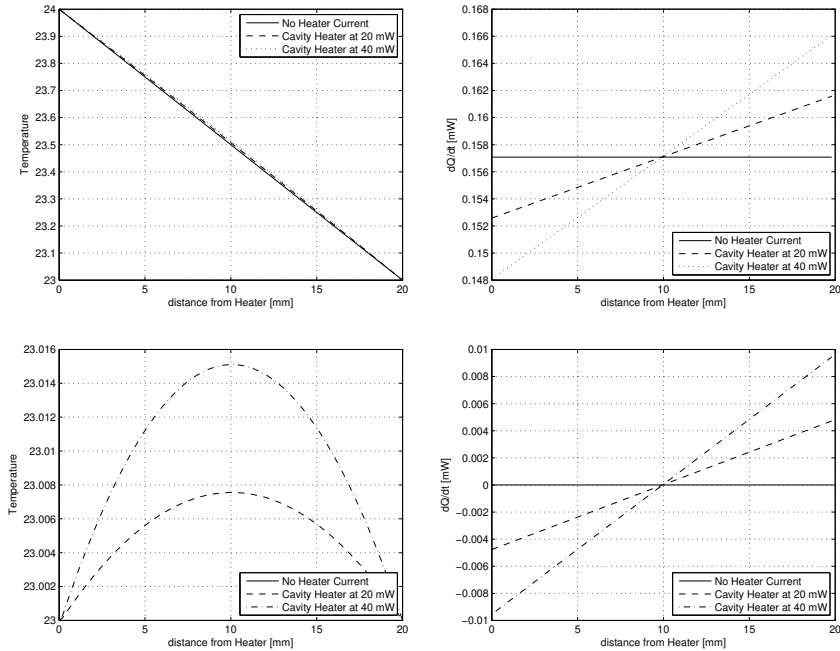 24
23.9
23.8
23.7
23.6
23.5
23.4
23.3
23.2
23.1
23
0 5 10 15 20
distance from Heater [mm]
Temperature
No Heater Current
Cavity Heater at 20 mW
Cavity Heater at 40 mW
0.168
0.166
0.164
0.162
0.16
0.158
0.156
0.154
0.152
0.15
0.148
0 5 10 15 20
distance from Heater [mm]
dQ/dt [mW]
No Heater Current
Cavity Heater at 20 mW
Cavity Heater at 40 mW
23.016
23.014
23.012
23.01
23.008
23.006
23.004
23.002
23
0 5 10 15 20
distance from Heater [mm]
Temperature
No Heater Current
Cavity Heater at 20 mW
Cavity Heater at 40 mW
0.01
0.008
0.006
0.004
0.002
0
−0.002
−0.004
−0.006
−0.008
−0.01
0 5 10 15 20
distance from Heater [mm]
dQ/dt [mW]
No Heater Current
Cavity Heater at 20 mW
Cavity Heater at 40 mW